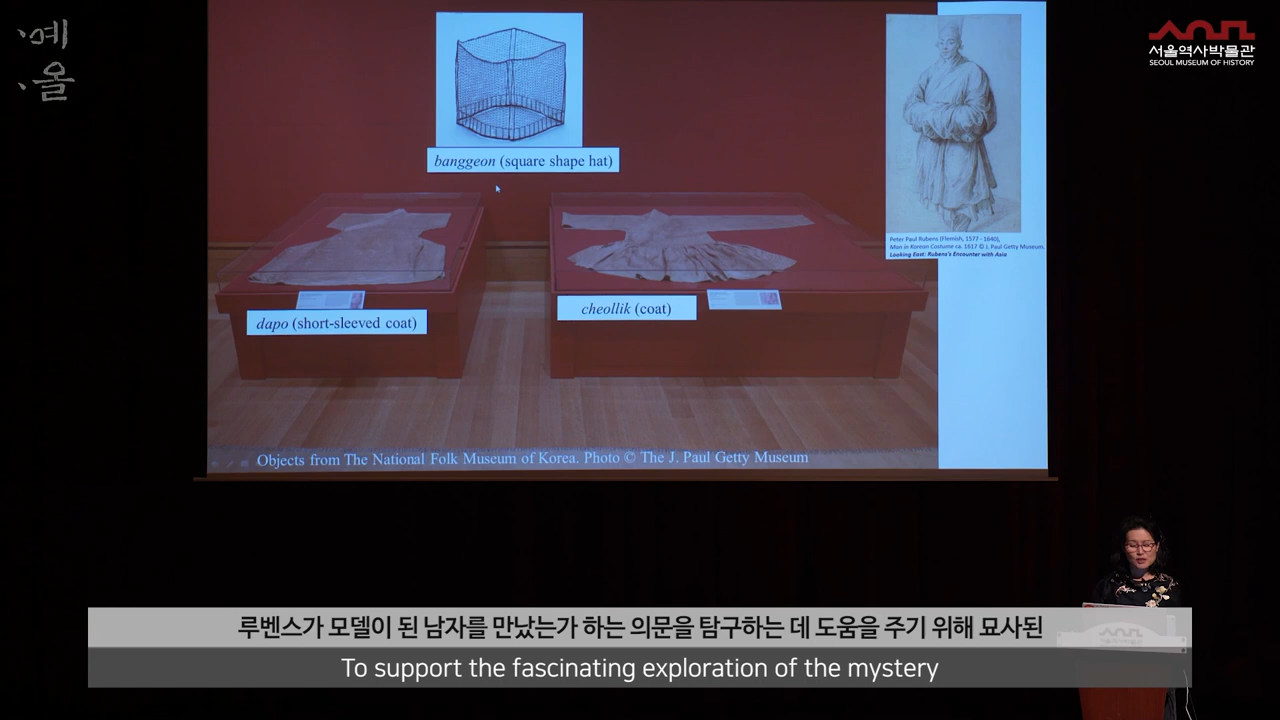 예
올
서울역사박물관
SEOUL MUSEUM OF HISTORY
banggeon (square shape hat)
Peter Paul Rubens (Flemish, 1577 - 1640),
Man in Korean Costume ca. 1617 © J. Paul Getty Museum.
Looking East: Rubens's Encounter with Asia
dapo (short-sleeved coat)
cheollik (coat)
Objects from The National Folk Museum of Korea. Photo © The J. Paul Getty Museum
루벤스가 모델이 된 남자를 만났는가 하는 의문을 탐구하는 데 도움을 주기 위해 묘사된
To support the fascinating exploration of the mystery